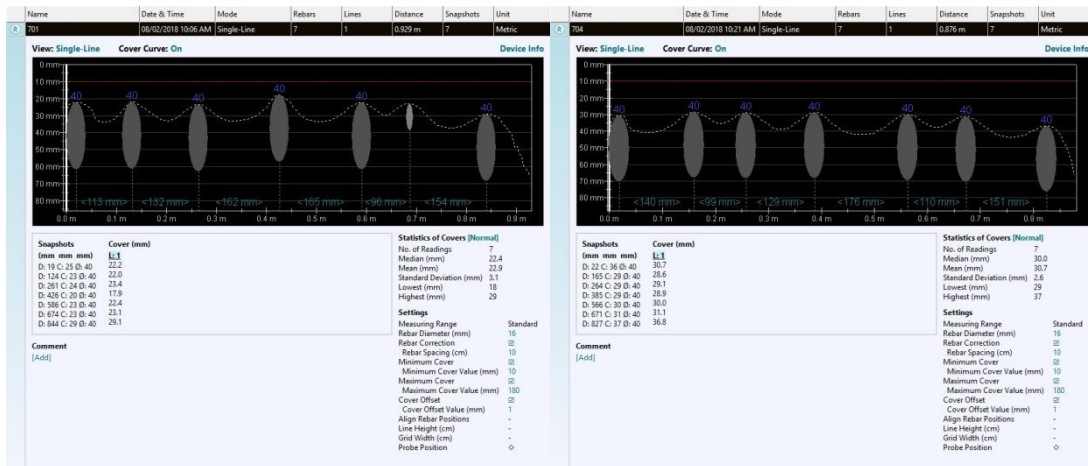 Name Date & Time Mode Rebars Lines Distance Snapshots Unit
701 08/02/2018 10:06 AM Single-Line 7 1 0.929 m 7 Metric
View: Single-Line Cover Curve: On Device Info
0 mm
10 mm
20 mm
30 mm
40 mm
50 mm
60 mm
70 mm
80 mm
40 40 40 40 40 40
<113 mm> <132 mm> <162 mm> <165 mm> <96 mm> <154 mm>
0.0 m 0.1 m 0.2 m 0.3 m 0.4 m 0.5 m 0.6 m 0.7 m 0.8 m 0.9 m
Snapshots Cover (mm)
(mm mm mm) L: 1
D: 19 C: 25 Ø: 40 22.2
D: 124 C: 23 Ø: 40 22.0
D: 261 C: 24 Ø: 40 23.4
D: 426 C: 20 Ø: 40 17.9
D: 586 C: 23 Ø: 40 22.4
D: 674 C: 23 Ø: 40 23.1
D: 844 C: 29 Ø: 40 29.1
Comment
[Add]
Statistics of Covers [Normal]
No. of Readings 7
Median (mm) 22.4
Mean (mm) 22.9
Standard Deviation (mm) 3.1
Lowest (mm) 18
Highest (mm) 29
Settings
Measuring Range Standard
Rebar Diameter (mm) 16
Rebar Correction
Rebar Spacing (cm) 10
Minimum Cover
Minimum Cover Value (mm) 10
Maximum Cover
Maximum Cover Value (mm) 180
Cover Offset
Cover Offset Value (mm) 1
Align Rebar Positions -
Line Height (cm) -
Grid Width (cm) -
Probe Position
Name Date & Time Mode Rebars Lines Distance Snapshots Unit
704 08/02/2018 10:21 AM Single-Line 7 1 0.876 m 7 Metric
View: Single-Line Cover Curve: On Device Info
0 mm
10 mm
20 mm
30 mm
40 mm
50 mm
60 mm
70 mm
80 mm
40 40 40 40 40 40 40
<140 mm> <99 mm> <129 mm> <176 mm> <110 mm> <151 mm>
0.0 m 0.1 m 0.2 m 0.3 m 0.4 m 0.5 m 0.6 m 0.7 m 0.8 m
Snapshots Cover (mm)
(mm mm mm) L: 1
D: 22 C: 36 Ø: 40 30.7
D: 165 C: 29 Ø: 40 28.6
D: 264 C: 29 Ø: 40 29.1
D: 385 C: 29 Ø: 40 28.9
D: 566 C: 30 Ø: 40 30.0
D: 671 C: 31 Ø: 40 31.1
D: 827 C: 37 Ø: 40 36.8
Comment
[Add]
Statistics of Covers [Normal]
No. of Readings 7
Median (mm) 30.0
Mean (mm) 30.7
Standard Deviation (mm) 2.6
Lowest (mm) 29
Highest (mm) 37
Settings
Measuring Range Standard
Rebar Diameter (mm) 16
Rebar Correction
Rebar Spacing (cm) 10
Minimum Cover
Minimum Cover Value (mm) 10
Maximum Cover
Maximum Cover Value (mm) 180
Cover Offset
Cover Offset Value (mm) 1
Align Rebar Positions -
Line Height (cm) -
Grid Width (cm) -
Probe Position